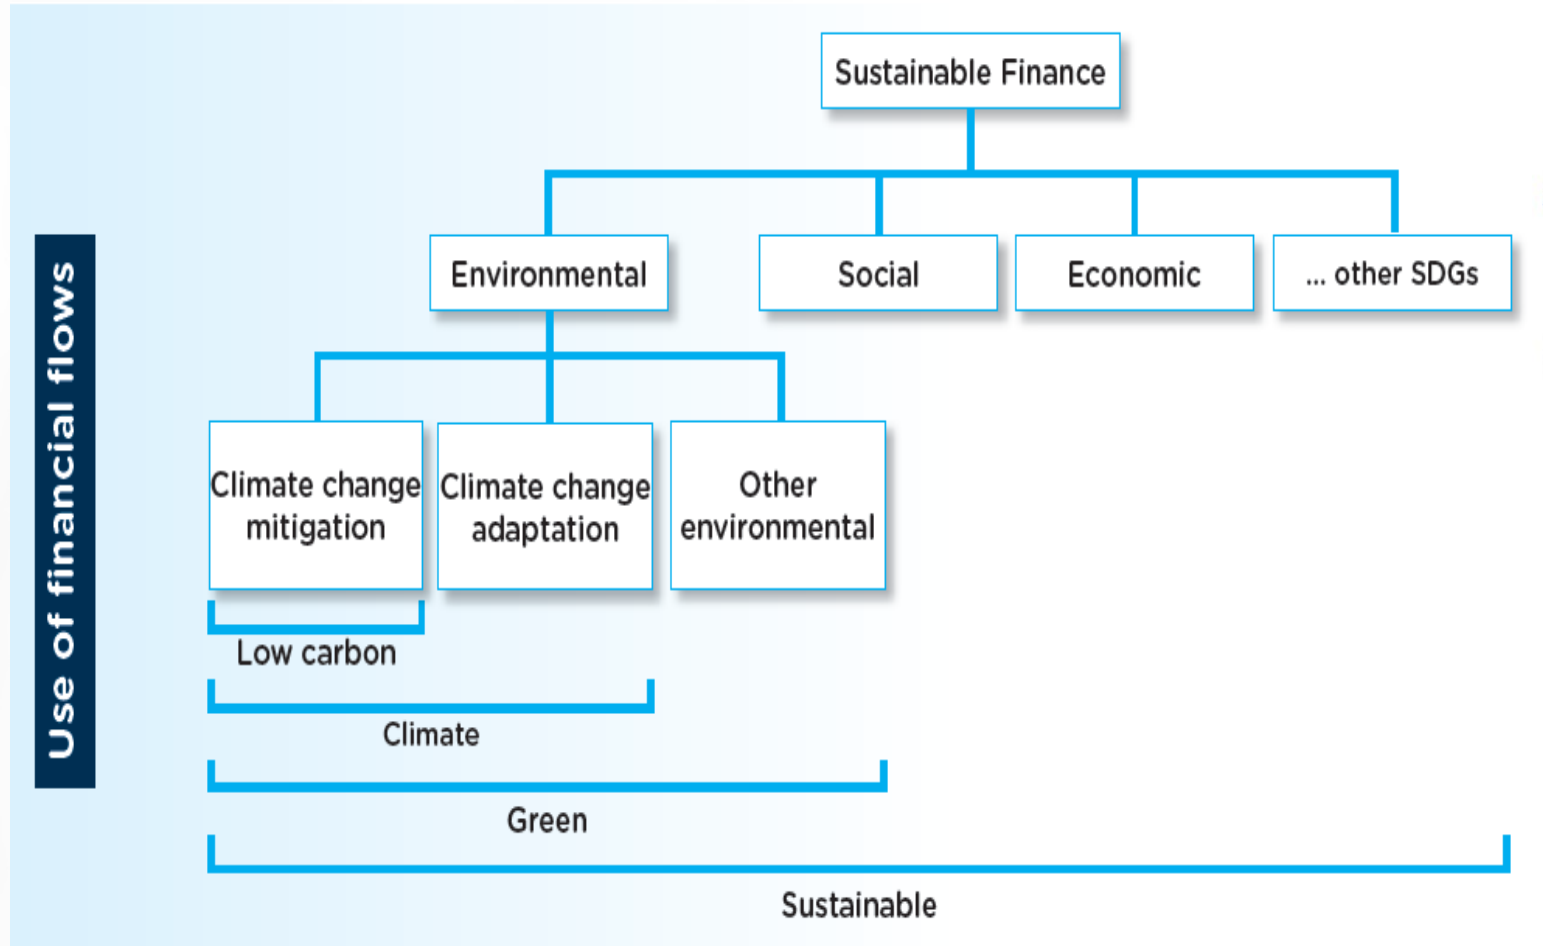 Sustainable Finance
Environmental
Social
Economic
... other SDGs
Use of financial flows
Climate change
mitigation
Climate change
adaptation
Other
environmental
Low carbon
Climate
Green
Sustainable